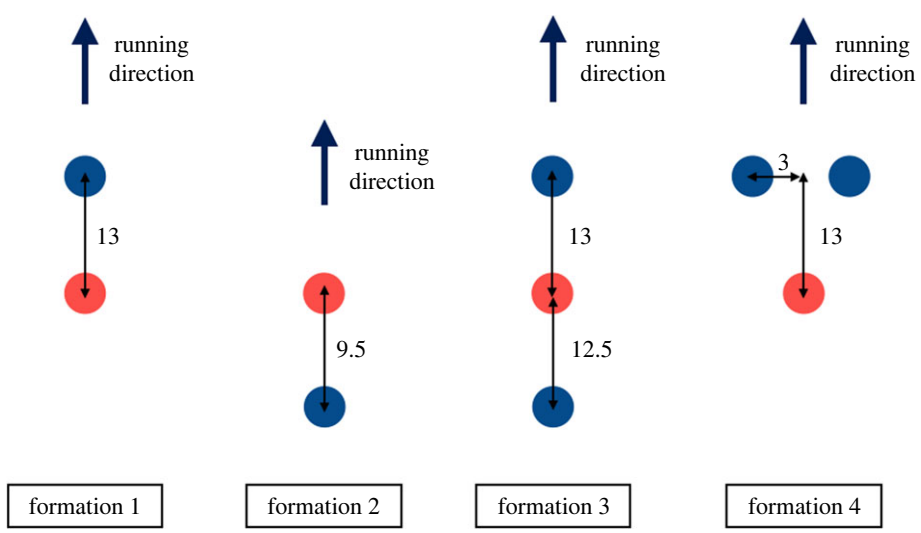 running
direction
13
formation 1
running
direction
9.5
formation 2
running
direction
13
12.5
formation 3
running
direction
3
13
formation 4